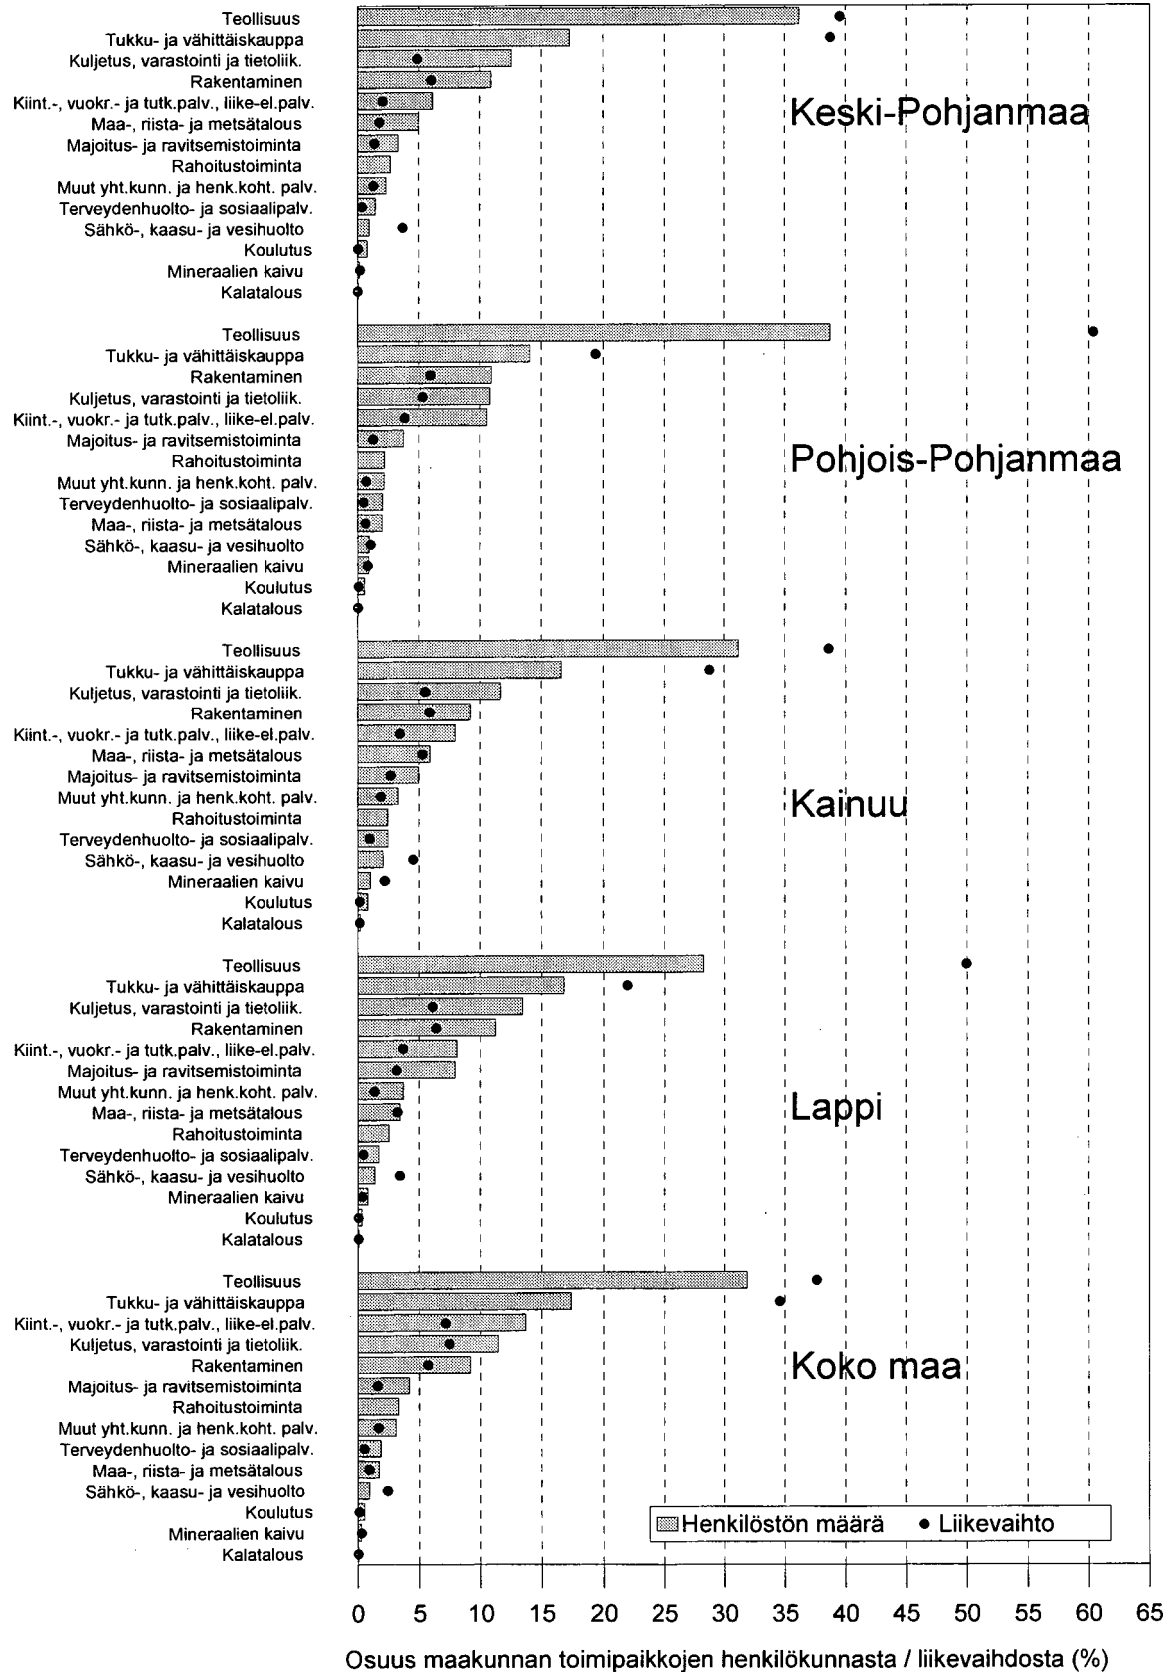 Teollisuus
Tukku- ja vähittäiskauppa
Kuljetus, varastointi ja tietoliik.
Rakentaminen
Kiint.-, vuokr.- ja tutk.palv., liike-el.palv.
Maa-, riista- ja metsätalous
Majoitus- ja ravitsemistoiminta
Rahoitustoiminta
Muut yht.kunn. ja henk.koht. palv.
Terveydenhuolto- ja sosiaalipalv.
Sähkö-, kaasu- ja vesihuolto
Koulutus
Mineraalien kaivu
Kalatalous
Keski-Pohjanmaa
Teollisuus
Tukku- ja vähittäiskauppa
Rakentaminen
Kuljetus, varastointi ja tietoliik.
Kiint.-, vuokr.- ja tutk.palv., liike-el.palv.
Majoitus- ja ravitsemistoiminta
Rahoitustoiminta
Muut yht.kunn. ja henk.koht. palv.
Terveydenhuolto- ja sosiaalipalv.
Maa-, riista- ja metsätalous
Sähkö-, kaasu- ja vesihuolto
Mineraalien kaivu
Koulutus
Kalatalous
Pohjois-Pohjanmaa
Teollisuus
Tukku- ja vähittäiskauppa
Kuljetus, varastointi ja tietoliik.
Rakentaminen
Kiint.-, vuokr.- ja tutk.palv., liike-el.palv.
Maa-, riista- ja metsätalous
Majoitus- ja ravitsemistoiminta
Muut yht.kunn. ja henk.koht. palv.
Rahoitustoiminta
Terveydenhuolto- ja sosiaalipalv.
Sähkö-, kaasu- ja vesihuolto
Mineraalien kaivu
Koulutus
Kalatalous
Kainuu
Teollisuus
Tukku- ja vähittäiskauppa
Kuljetus, varastointi ja tietoliik.
Rakentaminen
Kiint.-, vuokr.- ja tutk.palv., liike-el.palv.
Majoitus- ja ravitsemistoiminta
Muut yht.kunn. ja henk.koht. palv.
Maa-, riista- ja metsätalous
Rahoitustoiminta
Terveydenhuolto- ja sosiaalipalv.
Sähkö-, kaasu- ja vesihuolto
Mineraalien kaivu
Koulutus
Kalatalous
Lappi
Teollisuus
Tukku- ja vähittäiskauppa
Kiint.-, vuokr.- ja tutk.palv., liike-el.palv.
Kuljetus, varastointi ja tietoliik.
Rakentaminen
Majoitus- ja ravitsemistoiminta
Rahoitustoiminta
Muut yht.kunn. ja henk.koht. palv.
Terveydenhuolto- ja sosiaalipalv.
Maa-, riista- ja metsätalous
Sähkö-, kaasu- ja vesihuolto
Koulutus
Mineraalien kaivu
Kalatalous
Koko maa
Henkilöstön määrä Liikevaihto
0 5 10 15 20 25 30 35 40 45 50 55 60 65
Osuus maakunnan toimipaikkojen henkilökunnasta / liikevaihdosta (%)